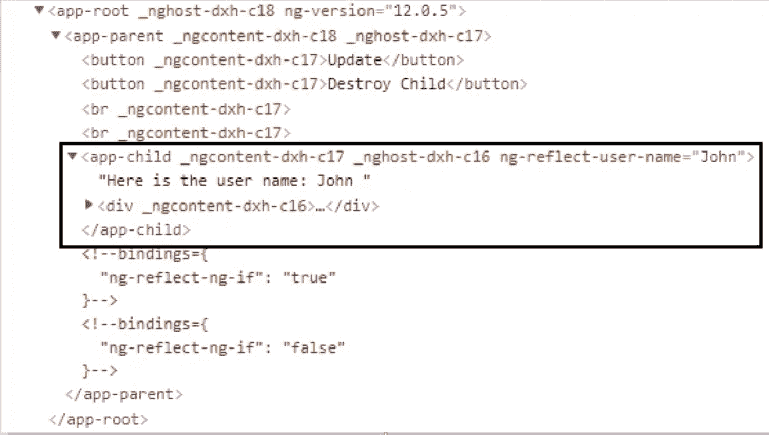 ▼<app-root _nghost-dxh-c18 ng-version="12.0.5">
▼<app-parent _ngcontent-dxh-c18 _nghost-dxh-c17>
<button _ngcontent-dxh-c17>Update</button>
<button _ngcontent-dxh-c17>Destroy Child</button>
<br _ngcontent-dxh-c17>
<br _ngcontent-dxh-c17>
▼<app-child _ngcontent-dxh-c17 _nghost-dxh-c16 ng-reflect-user-name="John">
"Here is the user name: John "
▶<div _ngcontent-dxh-c16>…</div>
</app-child>
<!--bindings={
"ng-reflect-ng-if": "true"
}-->
<!--bindings={
"ng-reflect-ng-if": "false"
}-->
</app-parent>
</app-root>